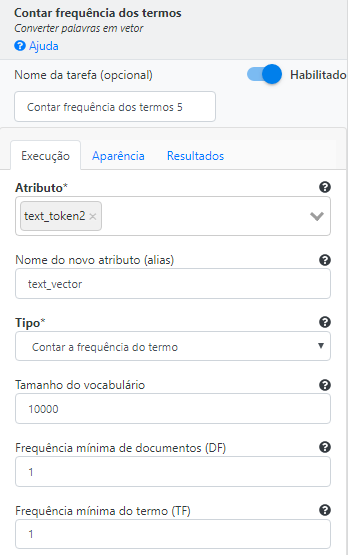 Contar frequência dos termos
Converter palavras em vetor
Ajuda
Nome da tarefa (opcional)
Habilitado
Contar frequência dos termos 5
Execução Aparência Resultados
Atributo*
text_token2 ×
Nome do novo atributo (alias)
text_vector
Tipo*
Contar a frequência do termo
Tamanho do vocabulário
10000
Frequência mínima de documentos (DF)
1
Frequência mínima do termo (TF)
1